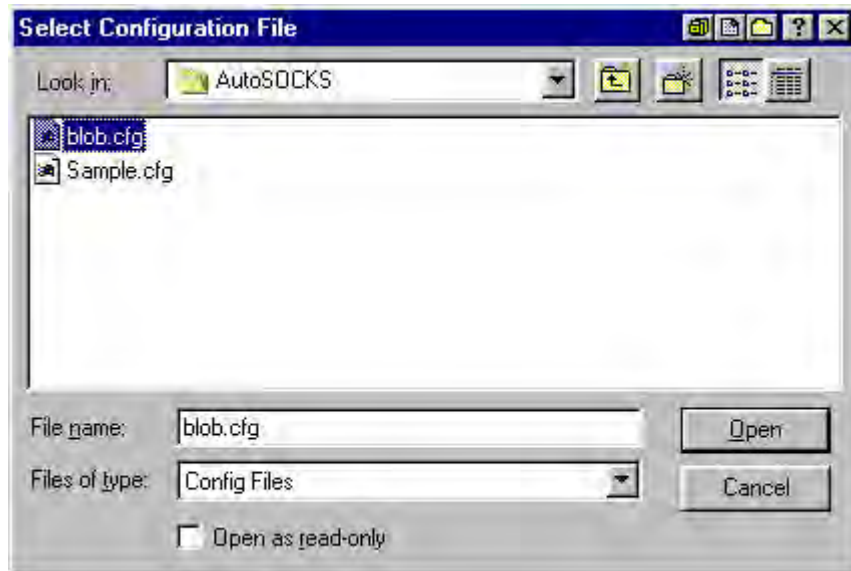 Select Configuration File
Look in: AutoSOCKS
blob.cfg
Sample.cfg
File name: blob.cfg Open
Files of type: Config Files Cancel
Open as read-only